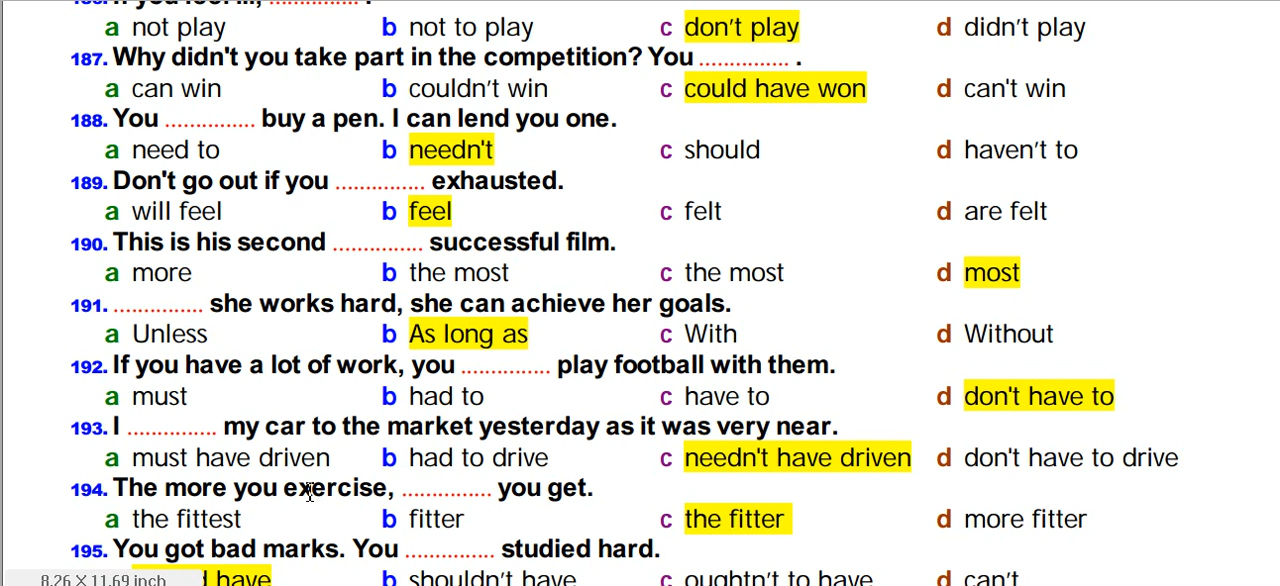 If you feel ill, .............. .
a not play b not to play c don't play d didn't play
187. Why didn't you take part in the competition? You .............. .
a can win b couldn't win c could have won d can't win
188. You .............. buy a pen. I can lend you one.
a need to b needn't c should d haven't to
189. Don't go out if you .............. exhausted.
a will feel b feel c felt d are felt
190. This is his second .............. successful film.
a more b the most c the most d most
191. .............. she works hard, she can achieve her goals.
a Unless b As long as c With d Without
192. If you have a lot of work, you .............. play football with them.
a must b had to c have to d don't have to
193. I .............. my car to the market yesterday as it was very near.
a must have driven b had to drive c needn't have driven d don't have to drive
194. The more you exercise, .............. you get.
a the fittest b fitter c the fitter d more fitter
195. You got bad marks. You .............. studied hard.
have b shouldn't have c oughtn't to have d can't
8.26 X 11.69 inch